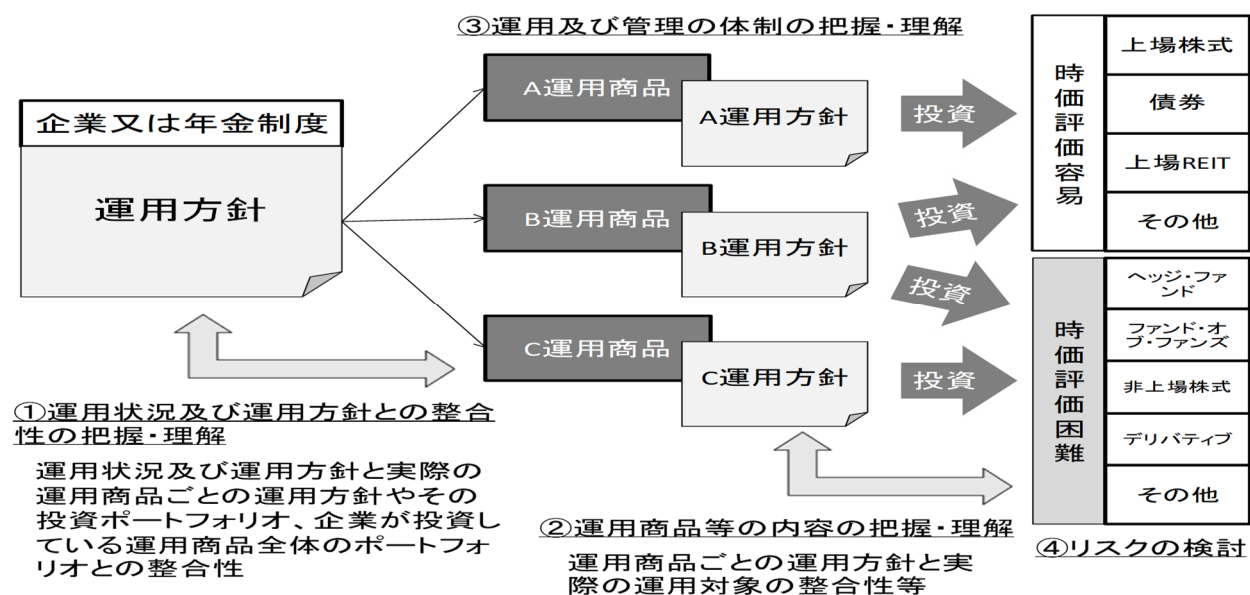 ③運用及び管理の体制の把握・理解
企業又は年金制度
運用方針
A運用商品
A運用方針
投資
B運用商品
B運用方針
投資
投資
C運用商品
C運用方針
投資
時価評価容易
上場株式
債券
上場REIT
その他
時価評価困難
ヘッジ・ファ
ンド
ファンド・オ
ブ・ファンズ
非上場株式
デリバティブ
その他
①運用状況及び運用方針との整合
性の把握・理解
運用状況及び運用方針と実際の
運用商品ごとの運用方針やその
投資ポートフォリオ、企業が投資し
ている運用商品全体のポートフォ
リオとの整合性
②運用商品等の内容の把握・理解
運用商品ごとの運用方針と実
際の運用対象の整合性等
④リスクの検討